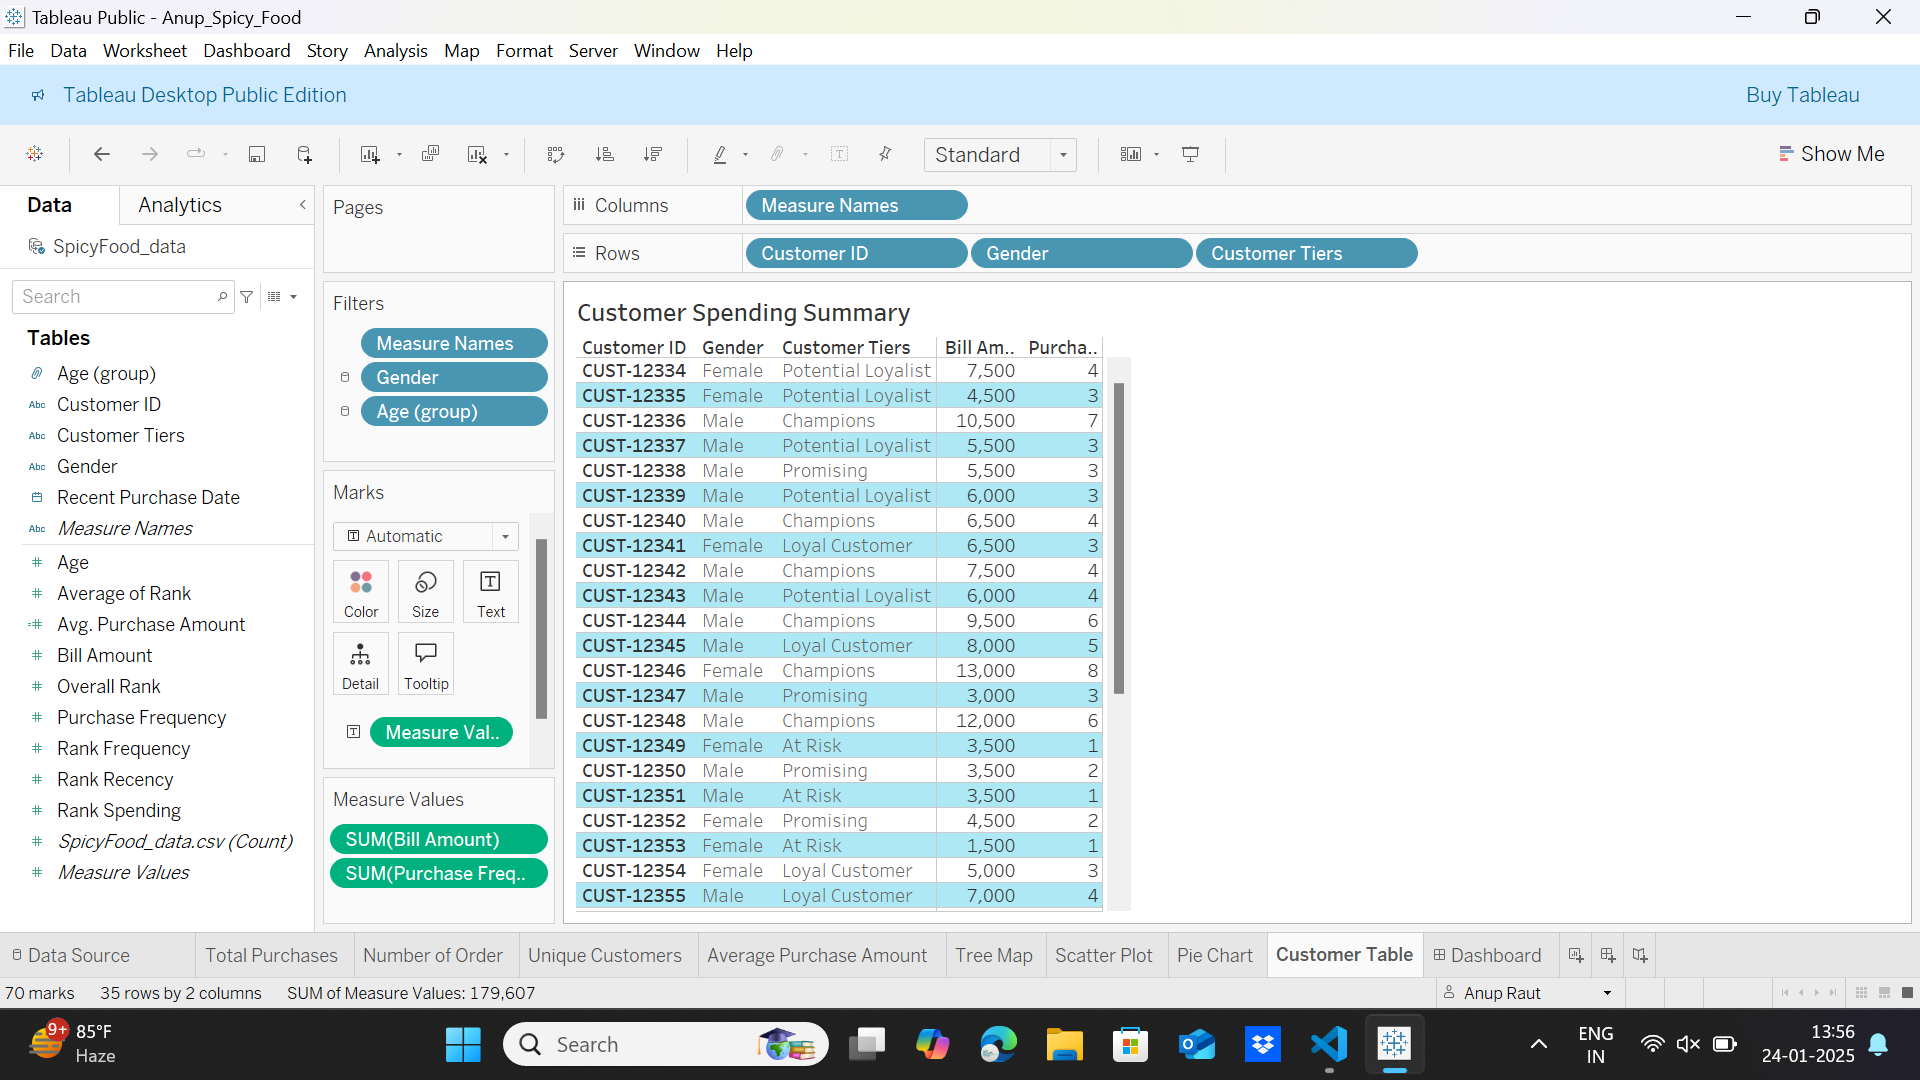 Tableau Public - Anup_Spicy_Food
File Data Worksheet Dashboard Story Analysis Map Format Server Window Help
Tableau Desktop Public Edition
Buy Tableau
Standard
Show Me
Data
Analytics
SpicyFood_data
Search
Tables
Age (group)
Abc Customer ID
Abc Customer Tiers
Abc Gender
Recent Purchase Date
Abc Measure Names
# Age
# Average of Rank
=# Avg. Purchase Amount
# Bill Amount
# Overall Rank
# Purchase Frequency
# Rank Frequency
# Rank Recency
# Rank Spending
# SpicyFood_data.csv (Count)
# Measure Values
Pages
Filters
Measure Names
Gender
Age (group)
Marks
Automatic
Color Size Text
Detail Tooltip
Measure Val..
Measure Values
SUM(Bill Amount)
SUM(Purchase Freq..
Columns Measure Names
Rows Customer ID Gender Customer Tiers
Customer Spending Summary
Customer ID Gender Customer Tiers Bill Am.. Purcha..
CUST-12334 Female Potential Loyalist 7,500 4
CUST-12335 Female Potential Loyalist 4,500 3
CUST-12336 Male Champions 10,500 7
CUST-12337 Male Potential Loyalist 5,500 3
CUST-12338 Male Promising 5,500 3
CUST-12339 Male Potential Loyalist 6,000 3
CUST-12340 Male Champions 6,500 4
CUST-12341 Female Loyal Customer 6,500 3
CUST-12342 Male Champions 7,500 4
CUST-12343 Male Potential Loyalist 6,000 4
CUST-12344 Male Champions 9,500 6
CUST-12345 Male Loyal Customer 8,000 5
CUST-12346 Female Champions 13,000 8
CUST-12347 Male Promising 3,000 3
CUST-12348 Male Champions 12,000 6
CUST-12349 Female At Risk 3,500 1
CUST-12350 Male Promising 3,500 2
CUST-12351 Male At Risk 3,500 1
CUST-12352 Female Promising 4,500 2
CUST-12353 Female At Risk 1,500 1
CUST-12354 Female Loyal Customer 5,000 3
CUST-12355 Male Loyal Customer 7,000 4
Data Source Total Purchases Number of Order Unique Customers Average Purchase Amount Tree Map Scatter Plot Pie Chart Customer Table Dashboard
70 marks 35 rows by 2 columns SUM of Measure Values: 179,607
Anup Raut
9+
85°F
Haze
Search
ENG
IN
13:56
24-01-2025